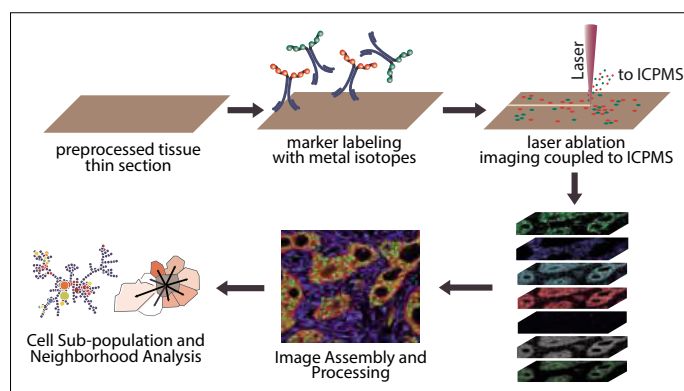 preprocessed tissue
thin section
marker labeling
with metal isotopes
Laser
to ICPMS
laser ablation
imaging coupled to ICPMS
Image Assembly and
Processing
Cell Sub-population and
Neighborhood Analysis